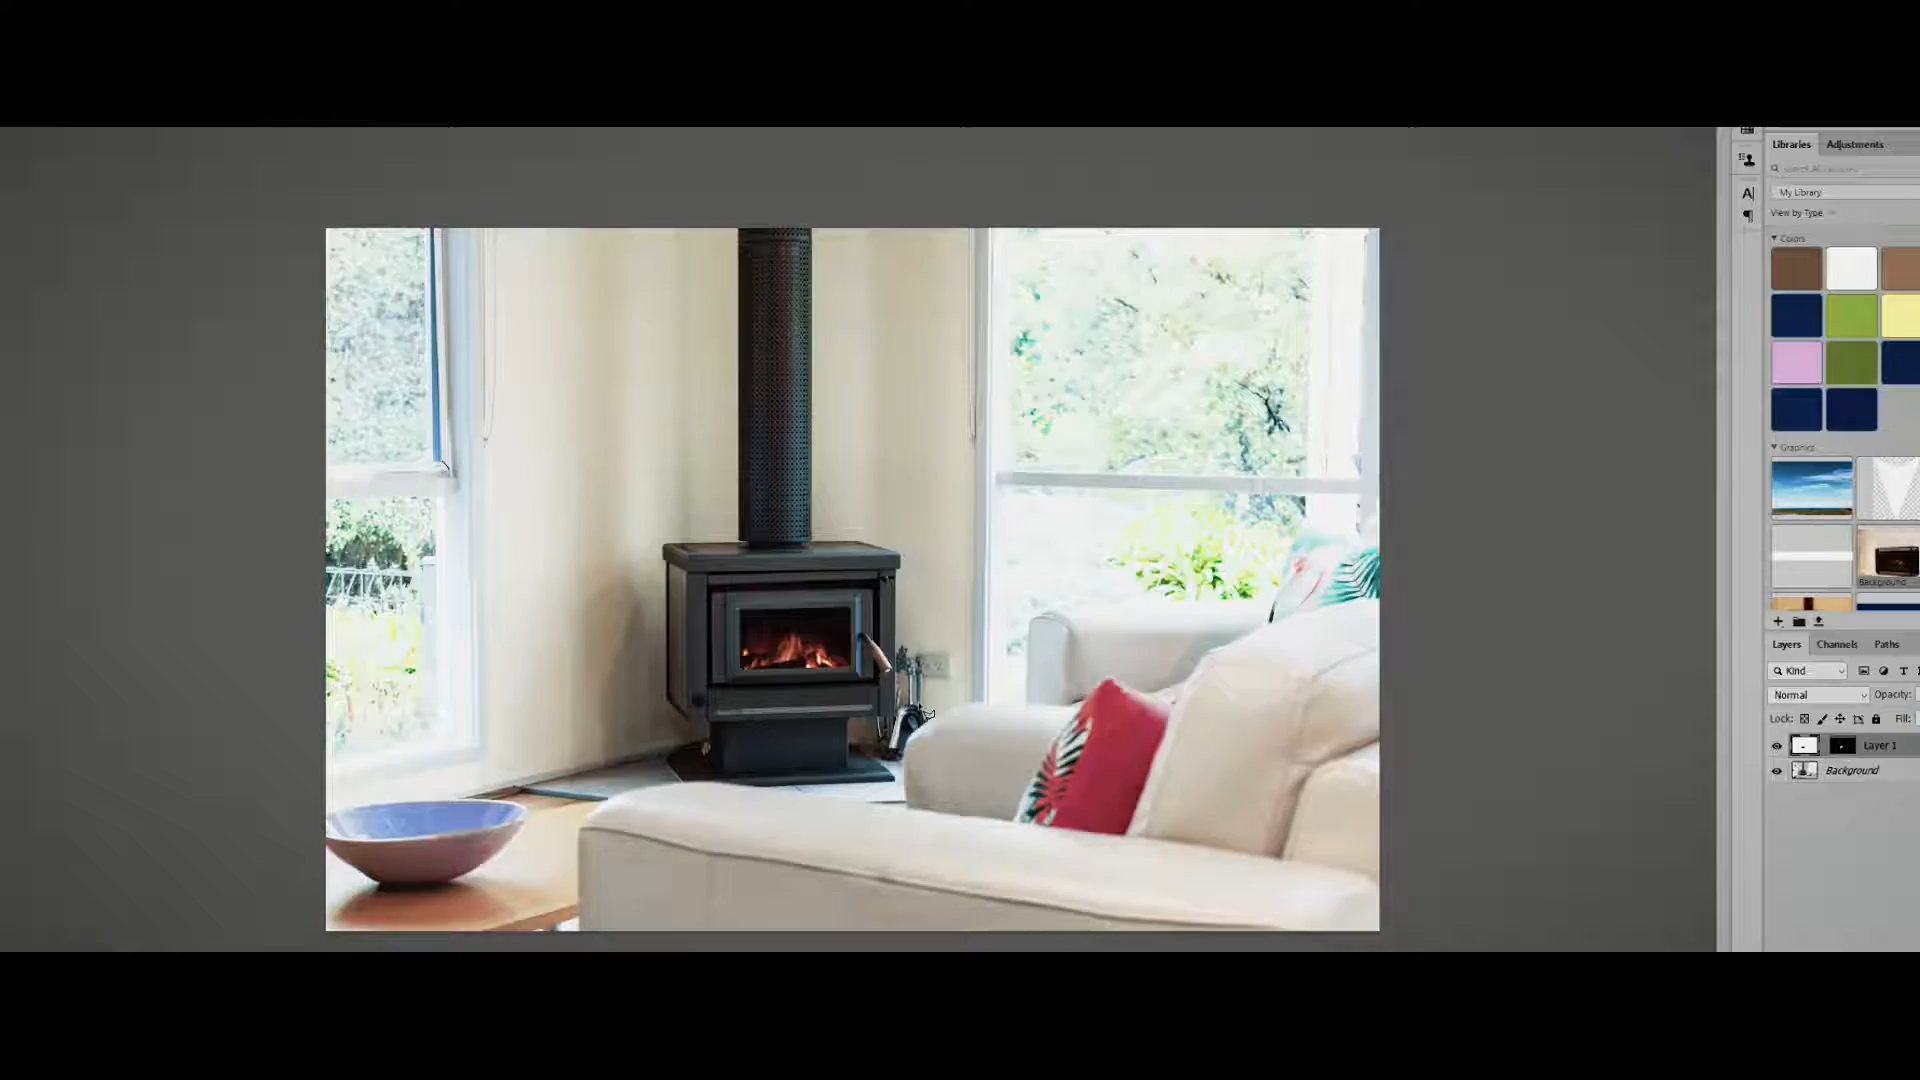 Libraries Adjustments
My Library
View by Type
Colors
Graphics
Background
Layers Channels Paths
Kind
Normal Opacity:
Lock: Fill:
Layer 1
Background